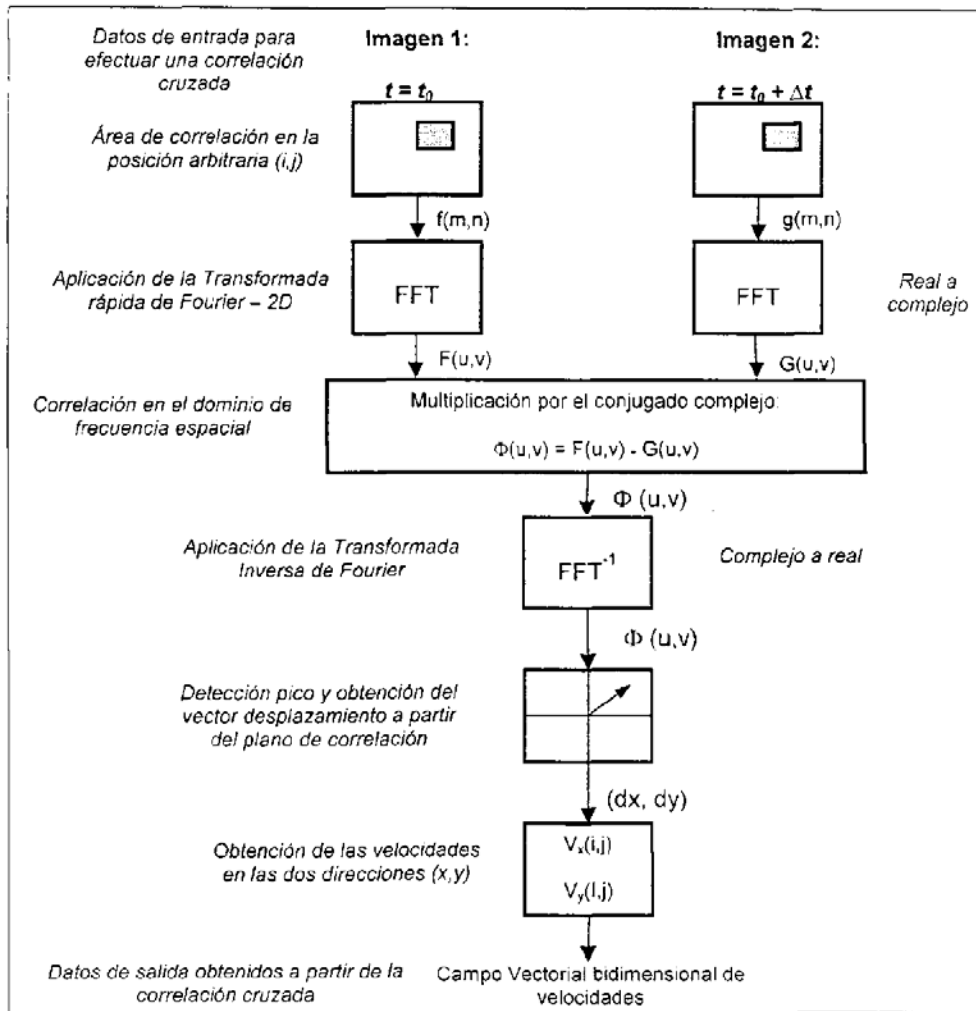 Datos de entrada para
efectuar una correlación
cruzada
Imagen 1:
Imagen 2:
t = t0
t = t0 + Δt
Área de correlación en la
posición arbitraria (i,j)
f(m,n)
g(m,n)
Aplicación de la Transformada
rápida de Fourier – 2D
FFT
FFT
Real a
complejo
F(u,v)
G(u,v)
Correlación en el dominio de
frecuencia espacial
Multiplicación por el conjugado complejo:
Φ(u,v) = F(u,v) - G(u,v)
Φ (u,v)
Aplicación de la Transformada
Inversa de Fourier
FFT-1
Complejo a real
Φ (u,v)
Detección pico y obtención del
vector desplazamiento a partir
del plano de correlación
(dx, dy)
Obtención de las velocidades
en las dos direcciones (x,y)
Vx(i,j)
Vy(I,j)
Datos de salida obtenidos a partir de la
correlación cruzada
Campo Vectorial bidimensional de
velocidades